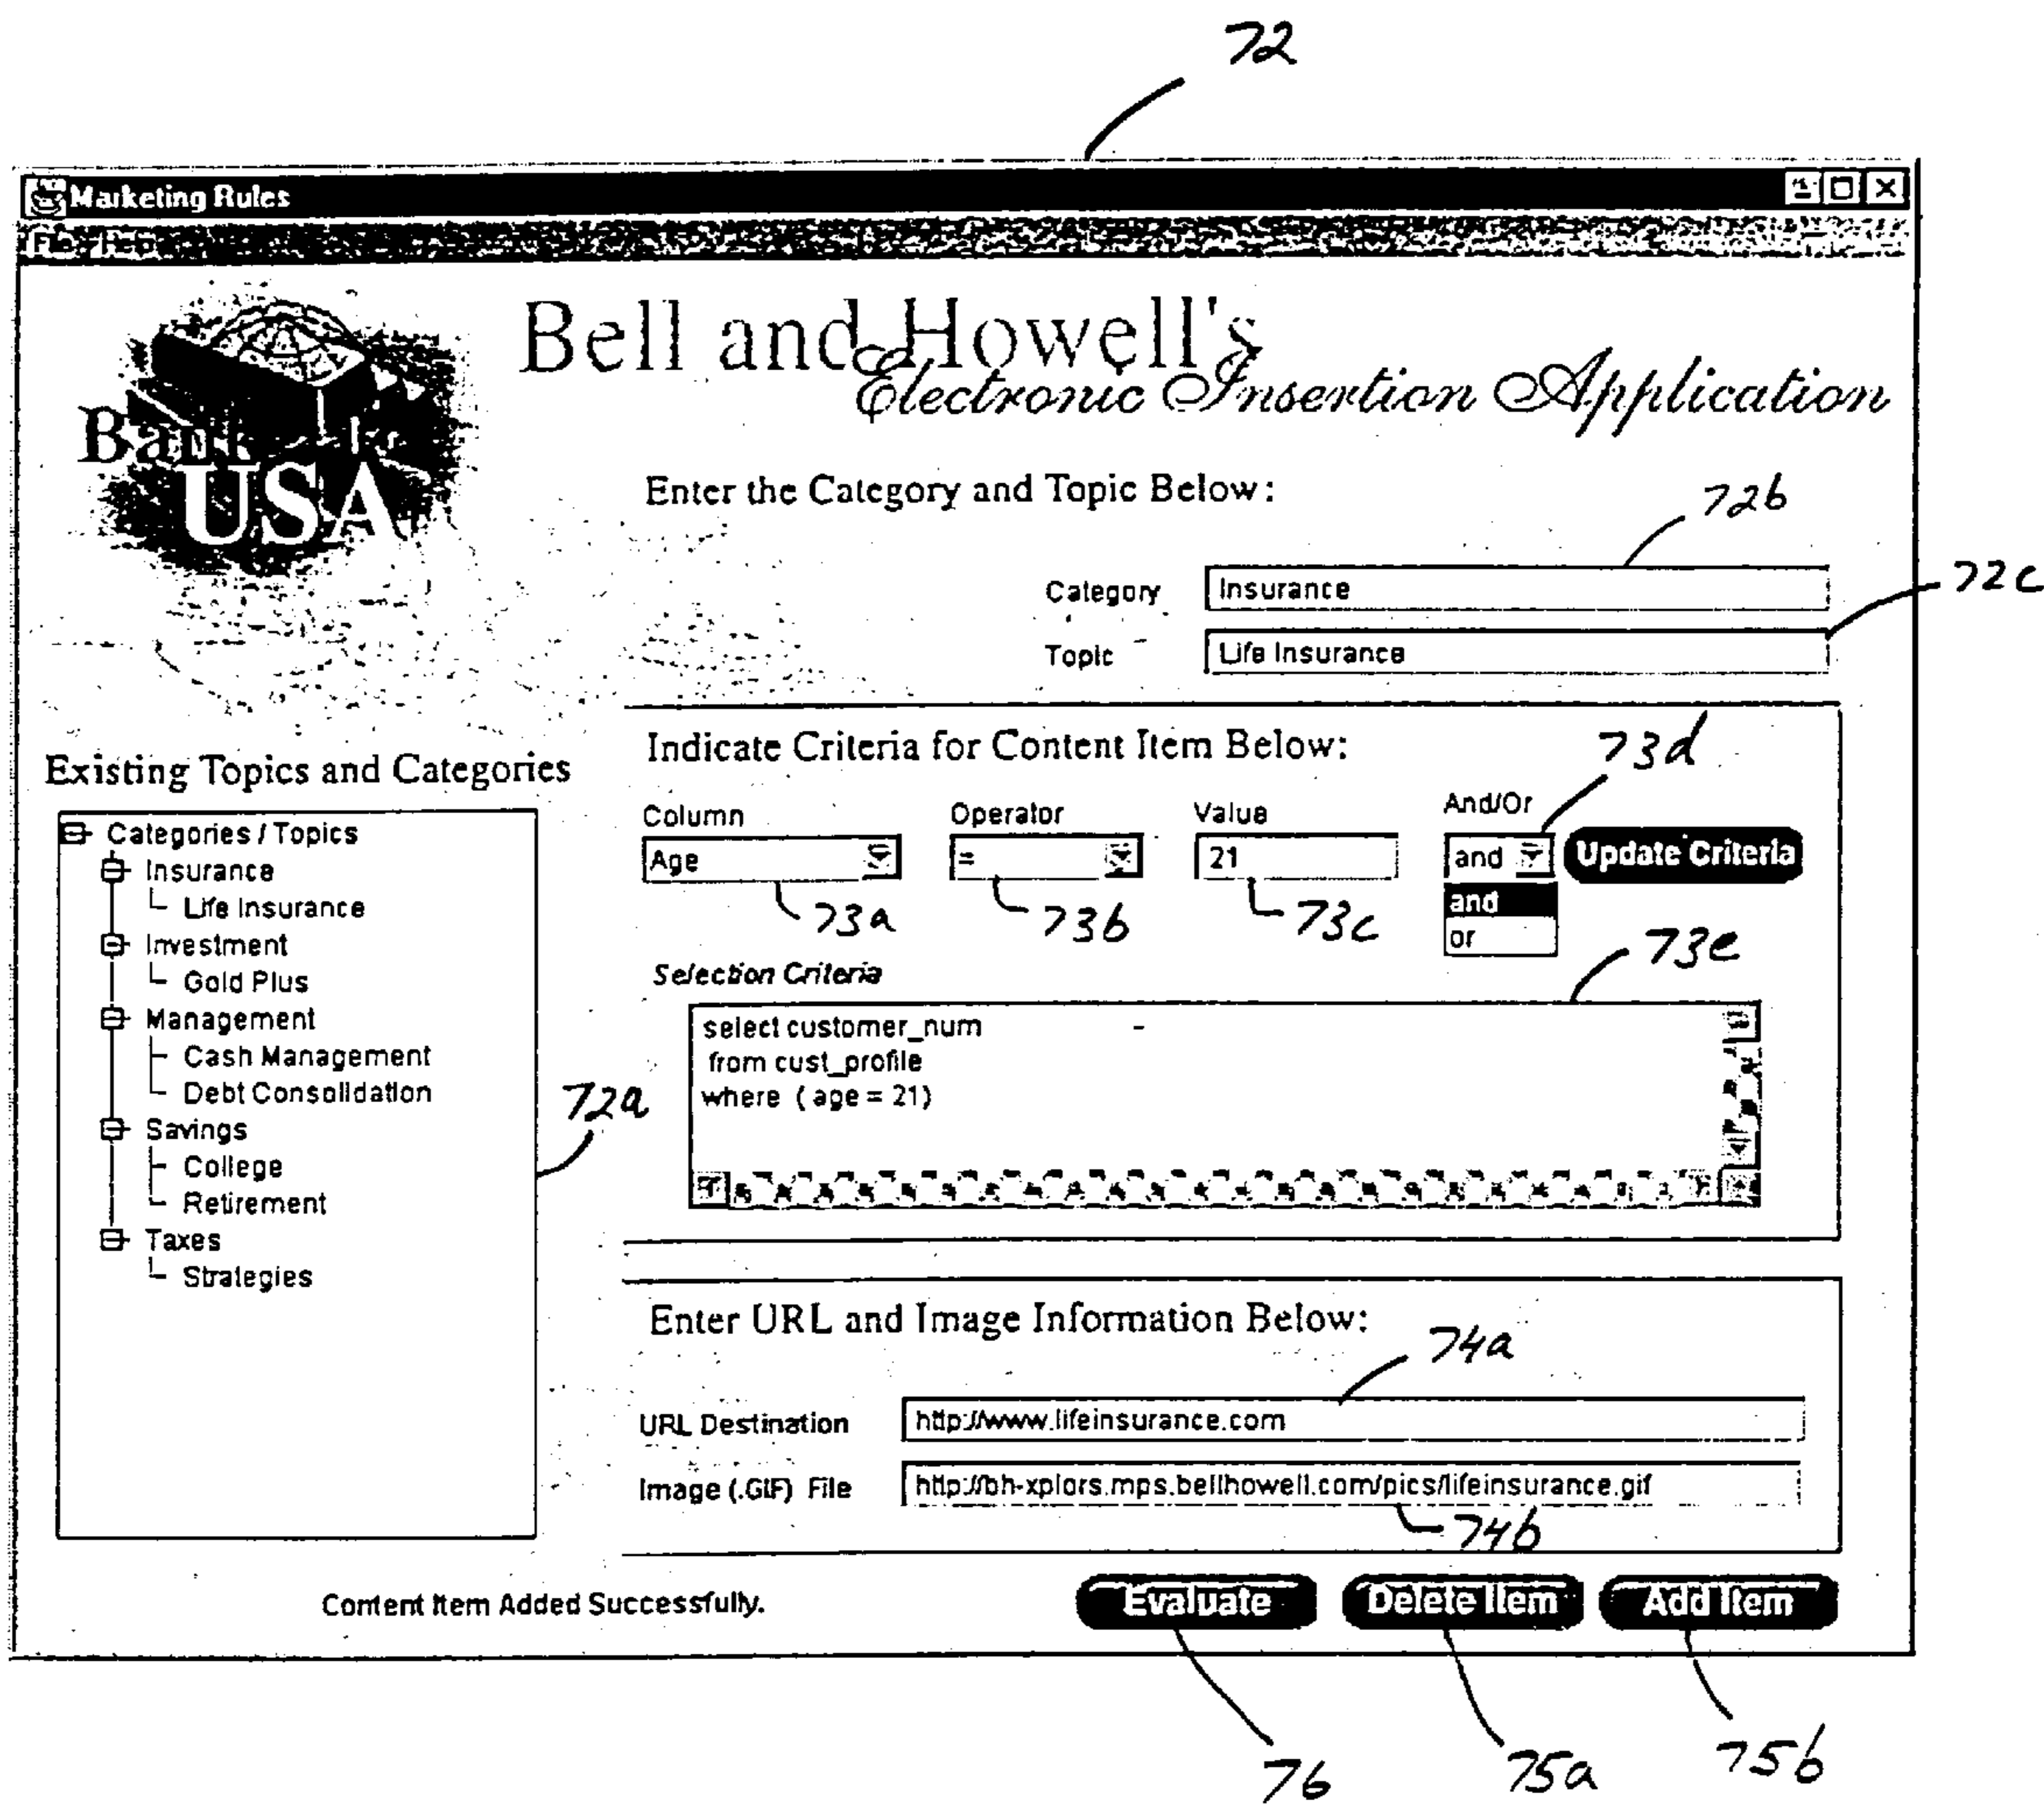 72
Marketing Rules
File Help
Bank
USA
Bell and Howell's
Electronic Insertion Application
Enter the Category and Topic Below:
72b
Category Insurance
72c
Topic Life Insurance
Existing Topics and Categories
Categories / Topics
Insurance
Life Insurance
Investment
Gold Plus
Management
Cash Management
Debt Consolidation
Savings
College
Retirement
Taxes
Strategies
72a
Indicate Criteria for Content Item Below:
73d
Column Operator Value And/Or
Age = 21 and Update Criteria
and
or
73a 73b 73c
73e
Selection Criteria
select customer_num
from cust_profile
where ( age = 21)
Enter URL and Image Information Below:
74a
URL Destination http://www.lifeinsurance.com
Image (.GIF) File http://bh-xplors.mps.bellhowell.com/pics/lifeinsurance.gif
74b
Content Item Added Successfully.
Evaluate Delete Item Add Item
76 75a 75b